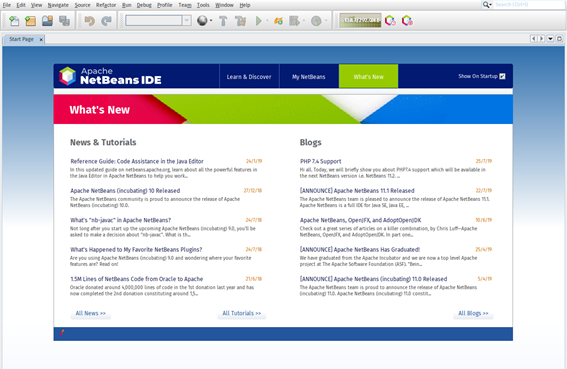 File Edit View Navigate Source Refactor Run Debug Profile Team Tools Window Help
Start Page
Apache
NetBeans IDE
Learn & Discover
My NetBeans
What's New
Show On Startup
What's New
News & Tutorials
Reference Guide: Code Assistance in the Java Editor 24/1/19
In this updated guide on netbeans.apache.org, learn about all the powerful features in
the Java Editor in Apache NetBeans to help you work...
Apache NetBeans (incubating) 10 Released 27/12/18
The Apache NetBeans community is proud to announce the release of Apache
NetBeans (incubating) 10.0.
What's "nb-javac" in Apache NetBeans? 24/7/18
Not long after you start up the upcoming Apache NetBeans (incubating) 9.0, you'll be
asked to make a decision about "nb-javac". What is th...
What's Happened to My Favorite NetBeans Plugins? 24/7/18
Are you using Apache NetBeans (incubating) 9.0 and wondering where your favorite
features are? Read on!
1.5M Lines of NetBeans Code from Oracle to Apache 21/6/18
Oracle donated around 4,000,000 lines of code in the 1st donation last year and has
now completed the 2nd donation constituting around 1,5...
All News >>
All Tutorials >>
Blogs
PHP 7.4 Support 25/7/19
Hi all. Today, we will briefly show you about PHP7.4 support which will be available in
the next NetBeans version i.e. NetBeans 11.2. ...
[ANNOUNCE] Apache NetBeans 11.1 Released 22/7/19
The Apache NetBeans team is pleased to announce the release of Apache NetBeans 11.1.
Apache NetBeans is a full IDE for Java SE, Java EE, ...
Apache NetBeans, OpenJFX, and AdoptOpenJDK 10/6/19
Check out a great series of articles on a killer combination, by Chris Luff—Apache
NetBeans, OpenJFX, and AdoptOpenJDK. In part one...
[ANNOUNCE] Apache NetBeans Has Graduated! 25/4/19
We have graduated from the Apache Incubator and we are now a top level Apache
project at The Apache Software Foundation (ASF). "Bein...
[ANNOUNCE] Apache NetBeans (incubating) 11.0 Released 5/4/19
The Apache NetBeans team is proud to announce the release of Apache NetBeans
(incubating) 11.0. Apache NetBeans (incubating) 11.0 constit...
All Blogs >>